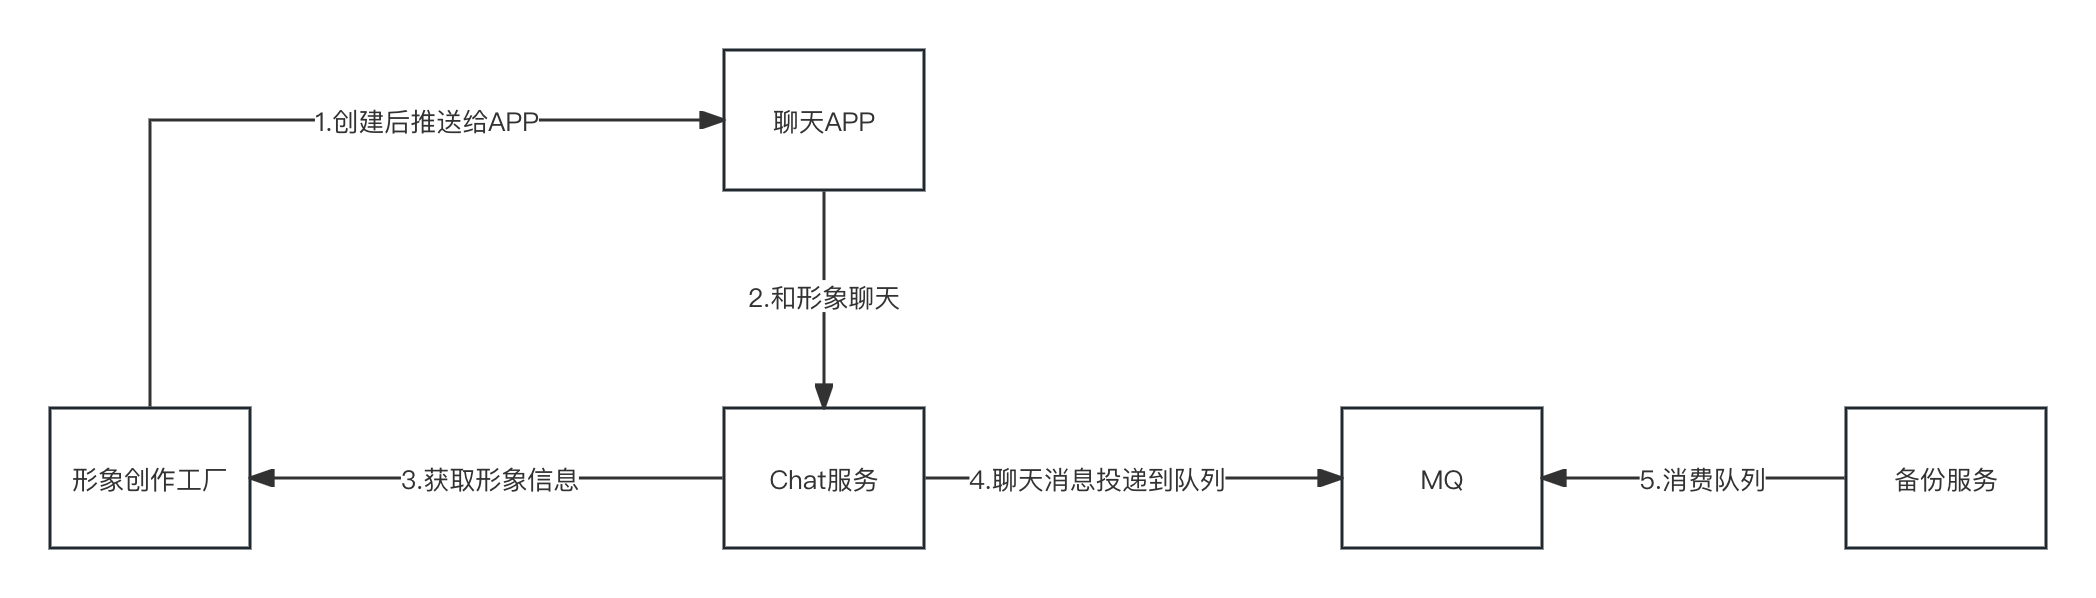 聊天APP
1.创建后推送给APP
2.和形象聊天
形象创作工厂
3.获取形象信息
Chat服务
4.聊天消息投递到队列
MQ
5.消费队列
备份服务